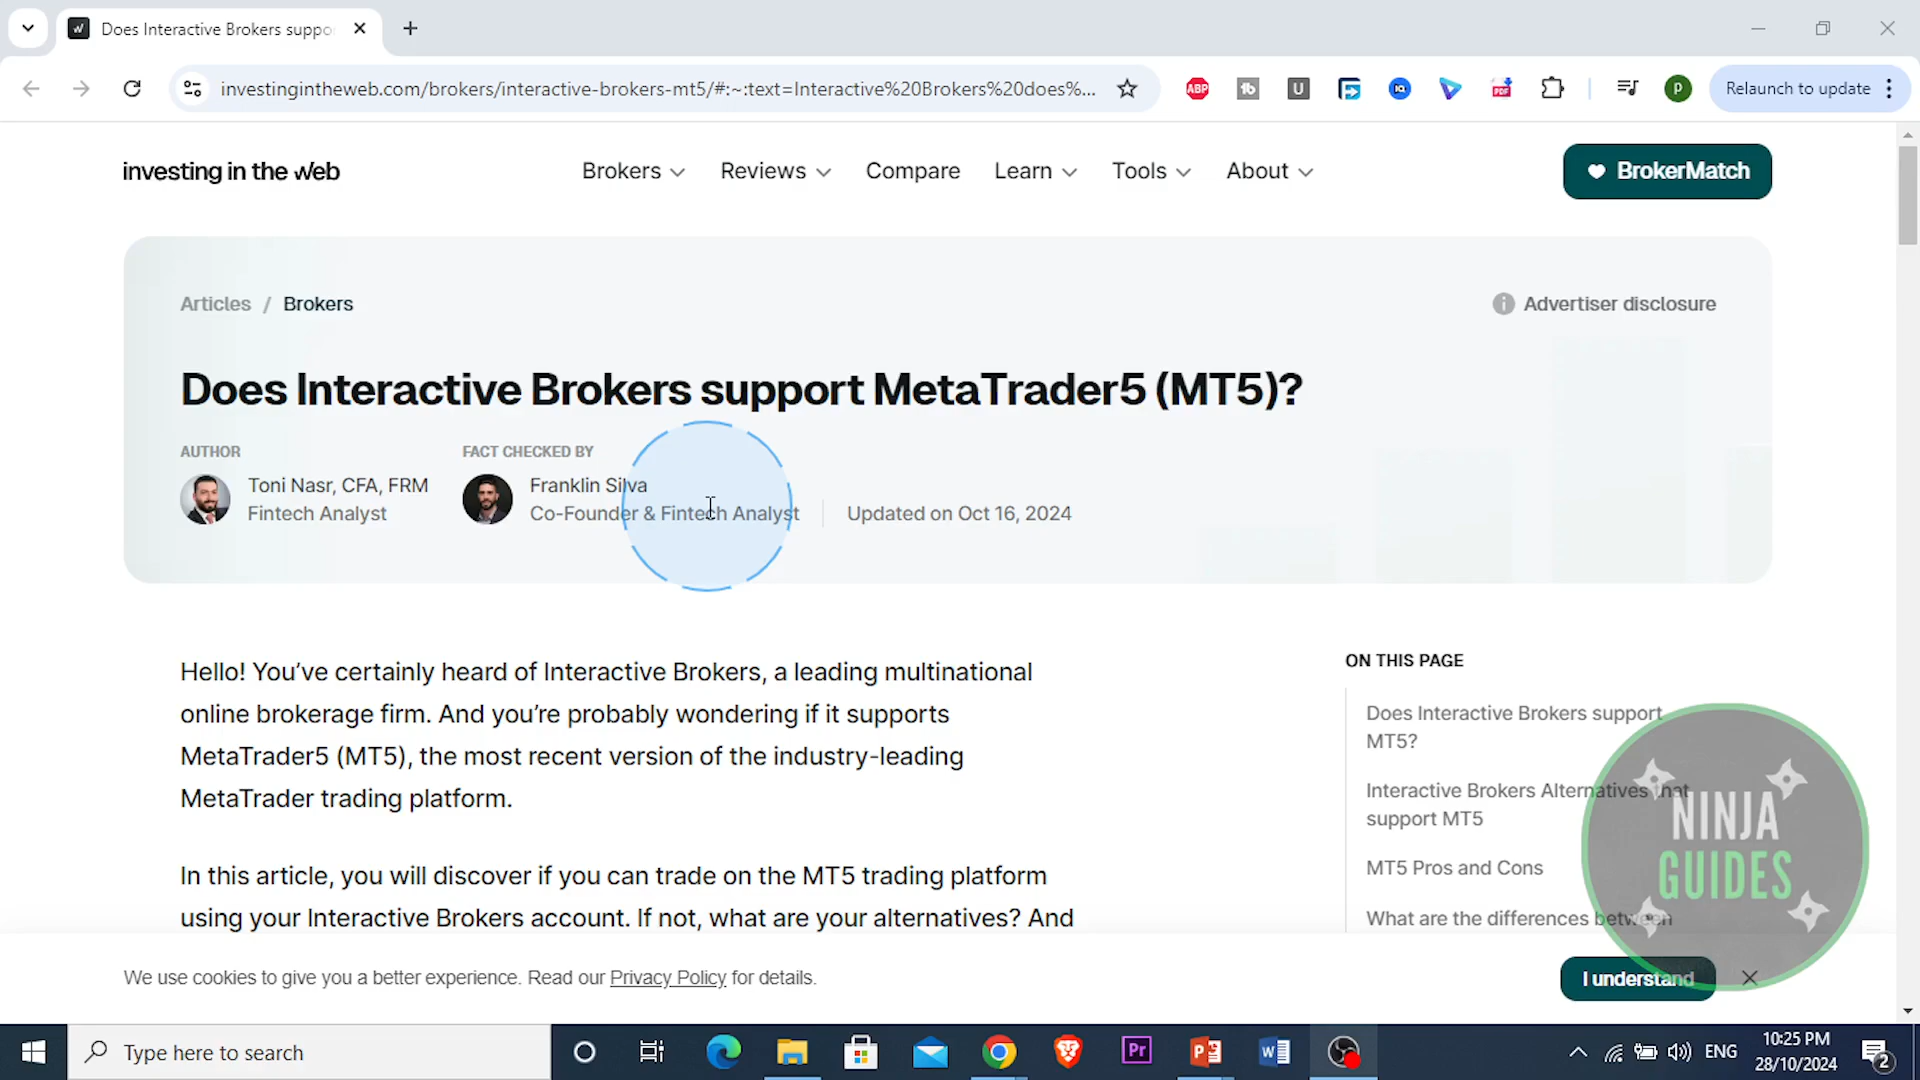 Does Interactive Brokers suppo
investingintheweb.com/brokers/interactive-brokers-mt5/#:~:text=Interactive%20Brokers%20does%...
ABP
tb
U
IQ
PDF
p
Relaunch to update
investing in the web
Brokers
Reviews
Compare
Learn
Tools
About
BrokerMatch
Articles / Brokers
Advertiser disclosure
Does Interactive Brokers support MetaTrader5 (MT5)?
AUTHOR
Toni Nasr, CFA, FRM
Fintech Analyst
FACT CHECKED BY
Franklin Silva
Co-Founder & Fintech Analyst
Updated on Oct 16, 2024
Hello! You’ve certainly heard of Interactive Brokers, a leading multinational
online brokerage firm. And you’re probably wondering if it supports
MetaTrader5 (MT5), the most recent version of the industry-leading
MetaTrader trading platform.
In this article, you will discover if you can trade on the MT5 trading platform
using your Interactive Brokers account. If not, what are your alternatives? And
ON THIS PAGE
Does Interactive Brokers support
MT5?
Interactive Brokers Alternatives that
support MT5
MT5 Pros and Cons
What are the differences between
NINJA
GUIDES
We use cookies to give you a better experience. Read our Privacy Policy for details.
I understand
Type here to search
Pr
ENG
10:25 PM
28/10/2024
2